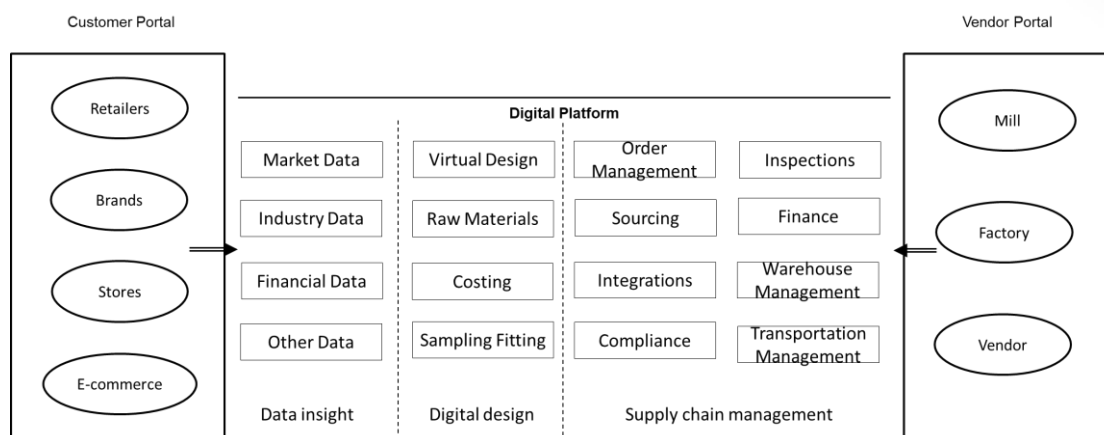 Customer Portal
Vendor Portal
Retailers
Brands
Stores
E-commerce
Digital Platform
Market Data
Industry Data
Financial Data
Other Data
Data insight
Virtual Design
Raw Materials
Costing
Sampling Fitting
Digital design
Order
Management
Sourcing
Integrations
Compliance
Inspections
Finance
Warehouse
Management
Transportation
Management
Supply chain management
Mill
Factory
Vendor